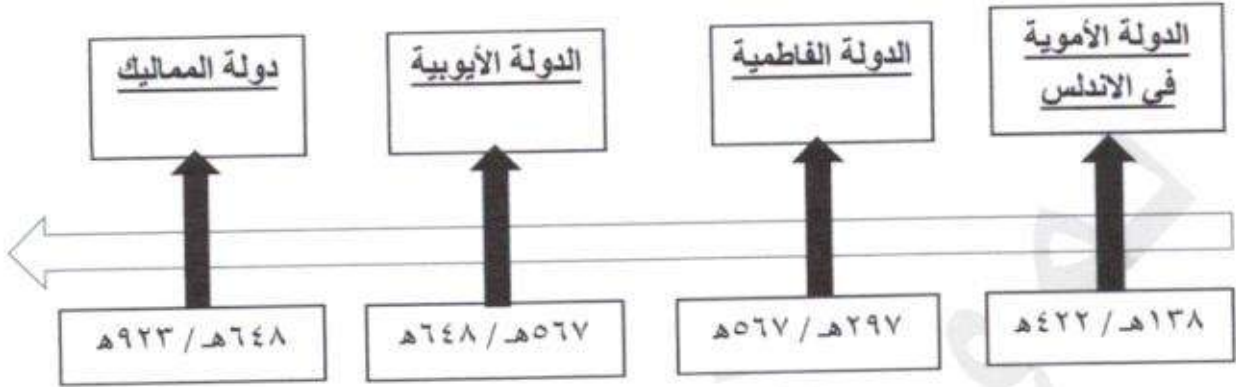 الدولة الأموية
في الاندلس
الدولة الفاطمية
الدولة الأيوبية
دولة المماليك
١٣٨هـ/ ٤٢٢هـ
٢٩٧هـ/ ٥٦٧هـ
٥٦٧هـ/ ٦٤٨هـ
٦٤٨هـ/ ٩٢٣هـ